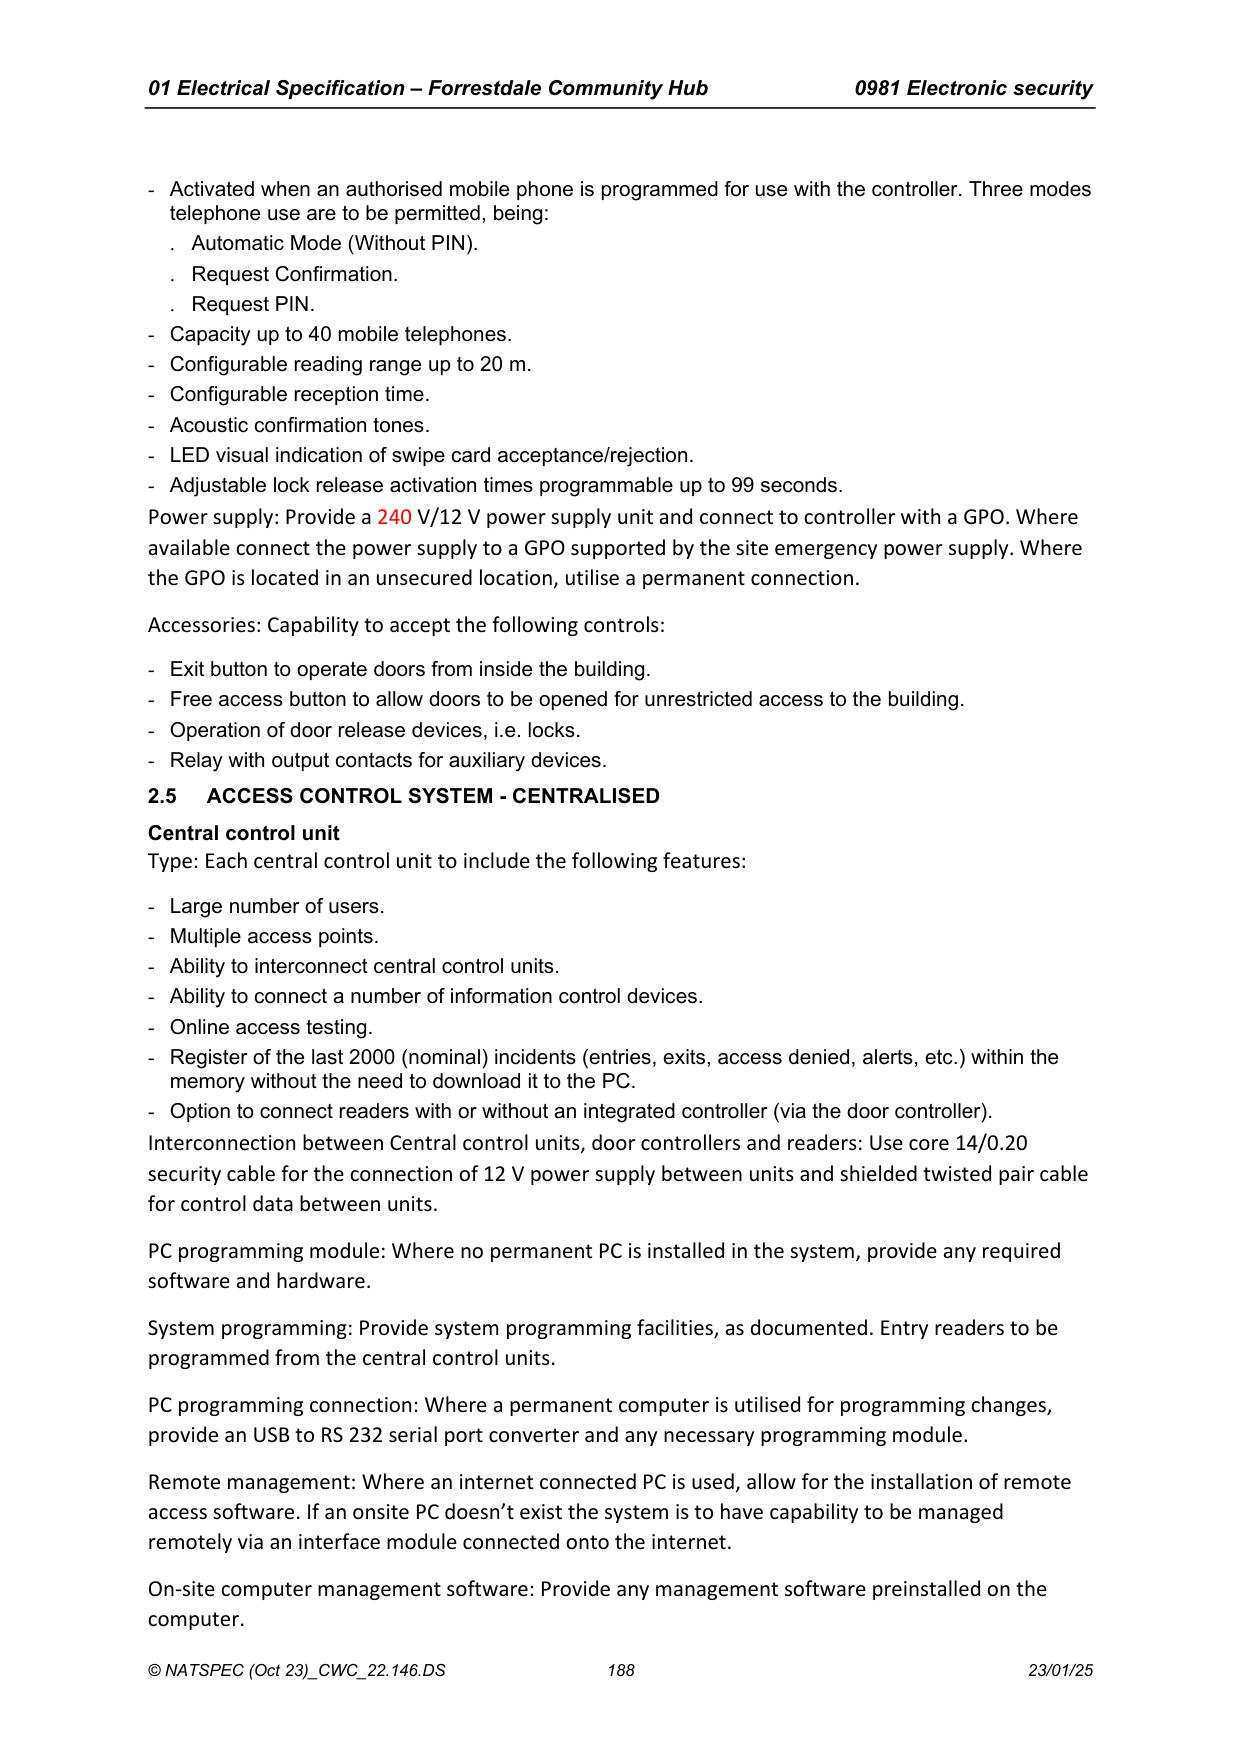 01 Electrical Specification – Forrestdale Community Hub 0981 Electronic security
- Activated when an authorised mobile phone is programmed for use with the controller. Three modes
telephone use are to be permitted, being:
. Automatic Mode (Without PIN).
. Request Confirmation.
. Request PIN.
- Capacity up to 40 mobile telephones.
- Configurable reading range up to 20 m.
- Configurable reception time.
- Acoustic confirmation tones.
- LED visual indication of swipe card acceptance/rejection.
- Adjustable lock release activation times programmable up to 99 seconds.
Power supply: Provide a 240 V/12 V power supply unit and connect to controller with a GPO. Where
available connect the power supply to a GPO supported by the site emergency power supply. Where
the GPO is located in an unsecured location, utilise a permanent connection.
Accessories: Capability to accept the following controls:
- Exit button to operate doors from inside the building.
- Free access button to allow doors to be opened for unrestricted access to the building.
- Operation of door release devices, i.e. locks.
- Relay with output contacts for auxiliary devices.
2.5 ACCESS CONTROL SYSTEM - CENTRALISED
Central control unit
Type: Each central control unit to include the following features:
- Large number of users.
- Multiple access points.
- Ability to interconnect central control units.
- Ability to connect a number of information control devices.
- Online access testing.
- Register of the last 2000 (nominal) incidents (entries, exits, access denied, alerts, etc.) within the
memory without the need to download it to the PC.
- Option to connect readers with or without an integrated controller (via the door controller).
Interconnection between Central control units, door controllers and readers: Use core 14/0.20
security cable for the connection of 12 V power supply between units and shielded twisted pair cable
for control data between units.
PC programming module: Where no permanent PC is installed in the system, provide any required
software and hardware.
System programming: Provide system programming facilities, as documented. Entry readers to be
programmed from the central control units.
PC programming connection: Where a permanent computer is utilised for programming changes,
provide an USB to RS 232 serial port converter and any necessary programming module.
Remote management: Where an internet connected PC is used, allow for the installation of remote
access software. If an onsite PC doesn’t exist the system is to have capability to be managed
remotely via an interface module connected onto the internet.
On-site computer management software: Provide any management software preinstalled on the
computer.
© NATSPEC (Oct 23)_CWC_22.146.DS 188 23/01/25